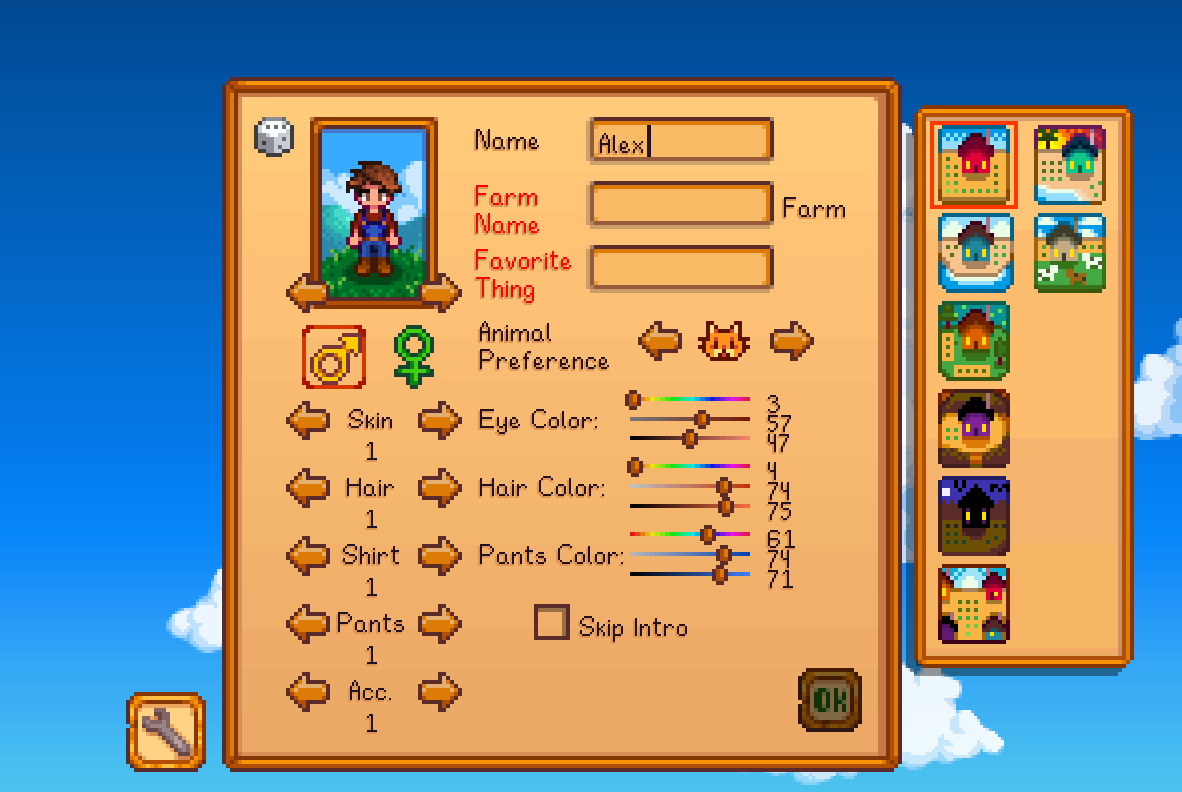 Name
Alex
Farm
Name
Farm
Favorite
Thing
Animal
Preference
Skin
1
Eye Color:
3
57
47
Hair
1
Hair Color:
4
74
75
Shirt
1
Pants Color:
61
74
71
Pants
1
Skip Intro
Acc.
1
OK